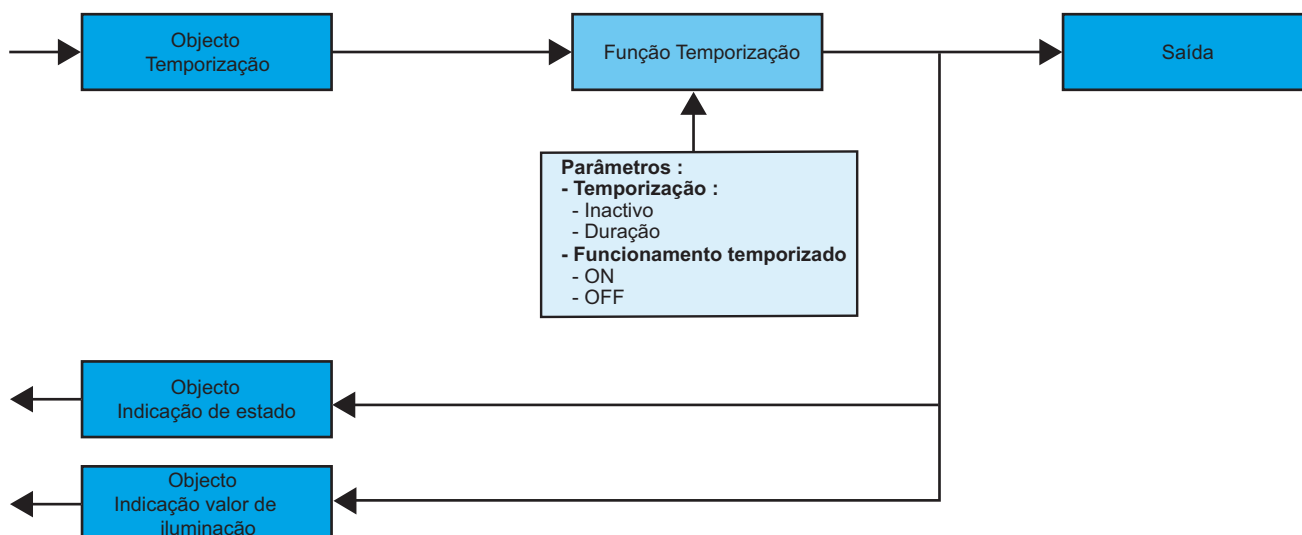 Objecto
Temporização
Função Temporização
Saída
Parâmetros :
- Temporização :
- Inactivo
- Duração
- Funcionamento temporizado
- ON
- OFF
Objecto
Indicação de estado
Objecto
Indicação valor de
iluminação